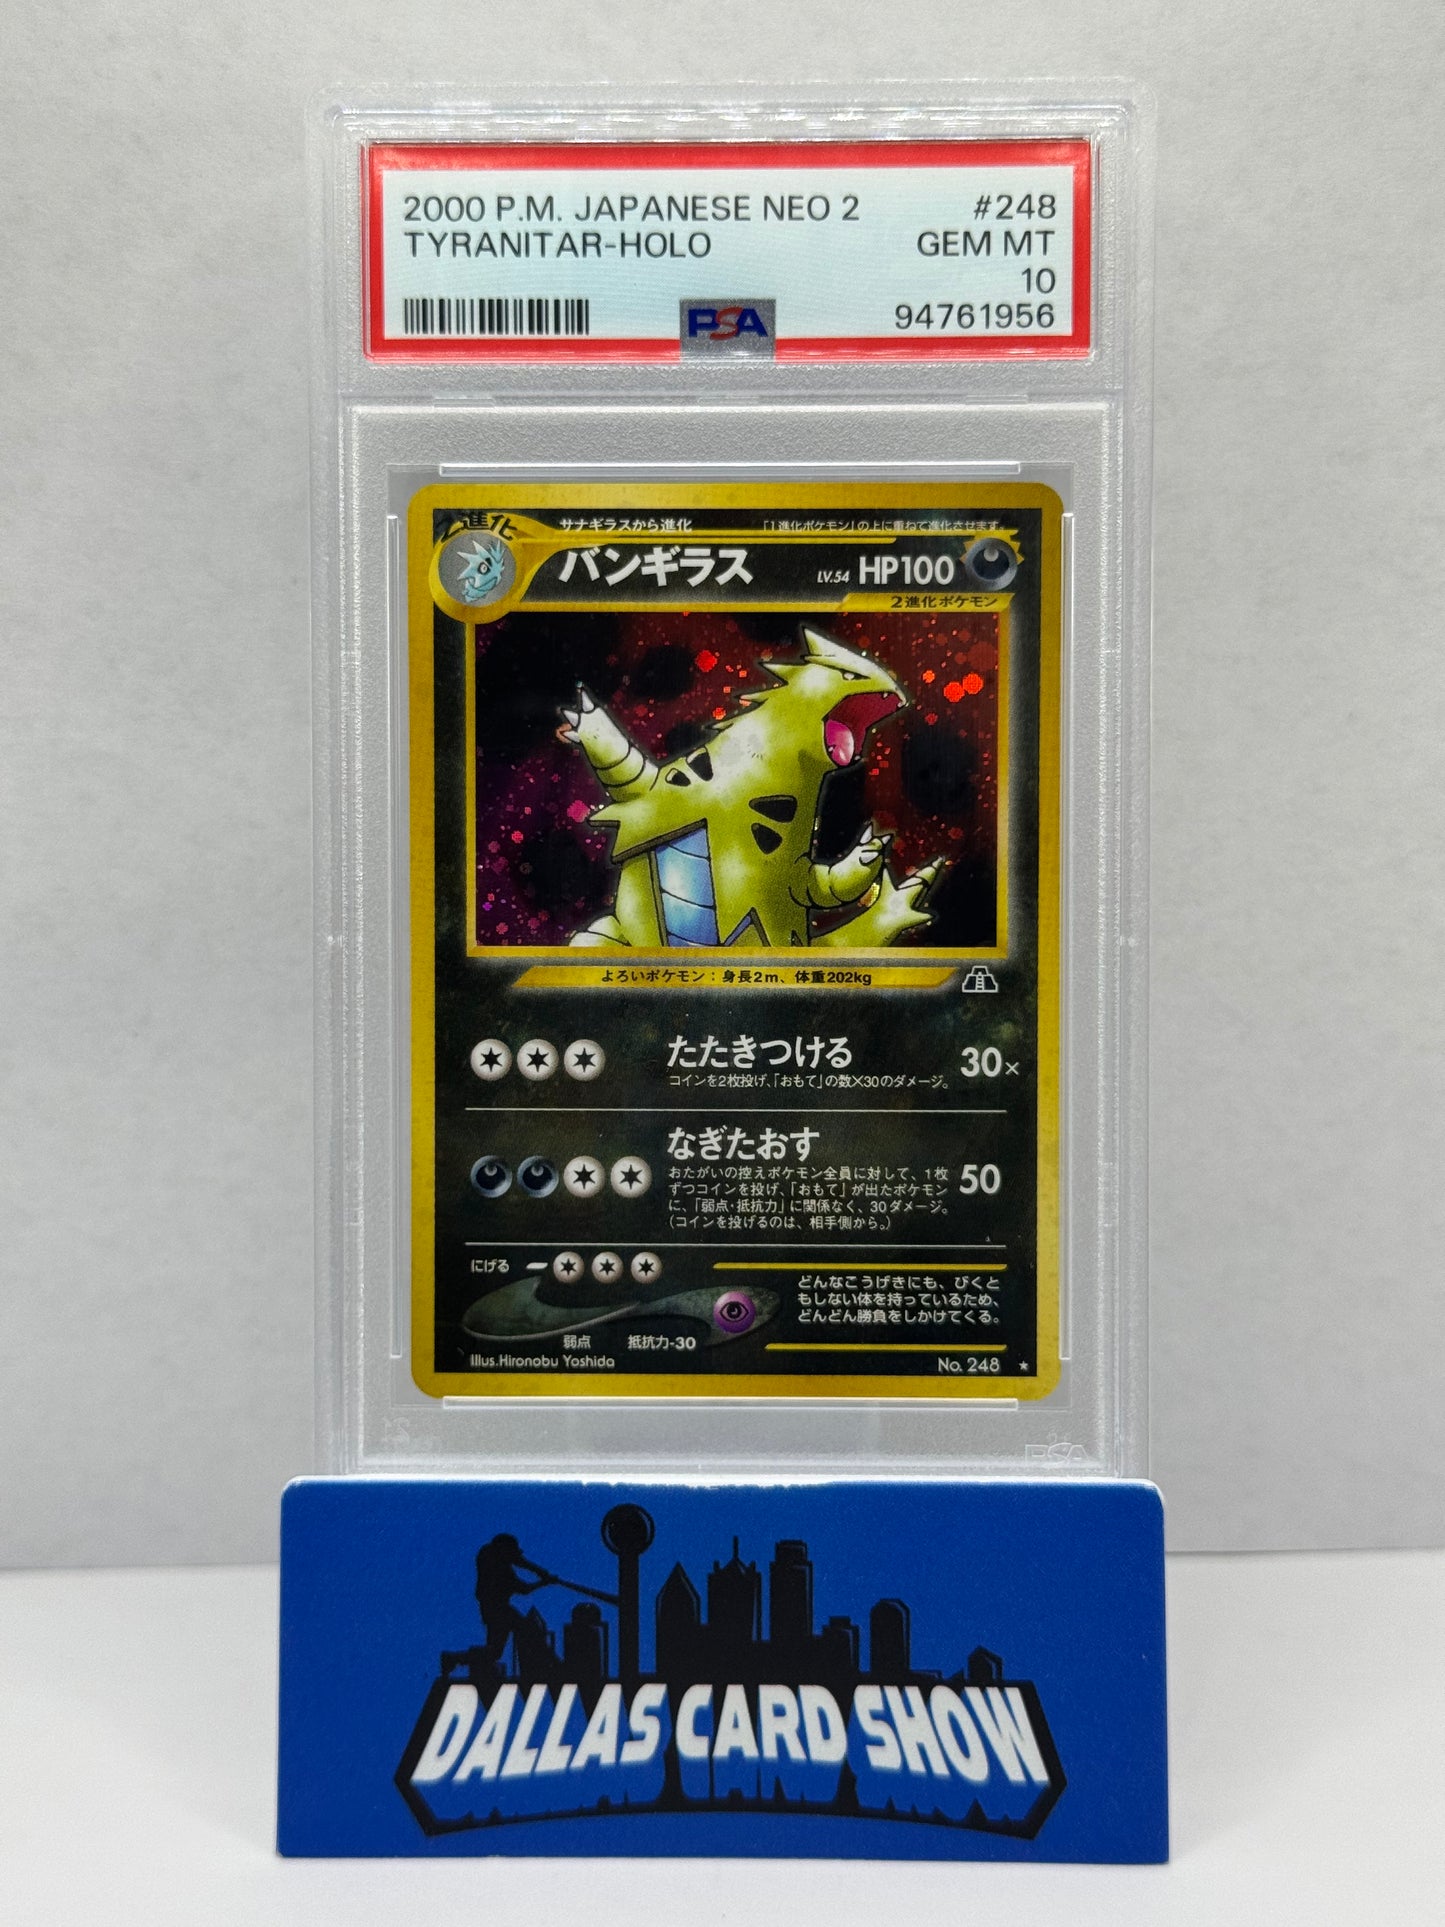 2000 P.M. JAPANESE NEO 2 #248
TYRANITAR-HOLO GEM MT
10
PSA 94761956
2進化
サナギラスから進化 「1進化ポケモン」の上に重ねて進化させます。
バンギラス LV.54 HP100
2進化ポケモン
よろいポケモン：身長2m、体重202kg
たたきつける 30×
コインを2枚投げ、「おもて」の数×30のダメージ。
なぎたおす 50
おたがいの控えポケモン全員に対して、1枚
ずつコインを投げ、「おもて」が出たポケモン
に、「弱点・抵抗力」に関係なく、30ダメージ。
（コインを投げるのは、相手側から。）
にげる
どんなこうげきにも、びくと
もしない体を持っているため、
どんどん勝負をしかけてくる。
弱点 抵抗力-30
Illus.Hironobu Yoshida No. 248 ★
PSA
DALLAS CARD SHOW